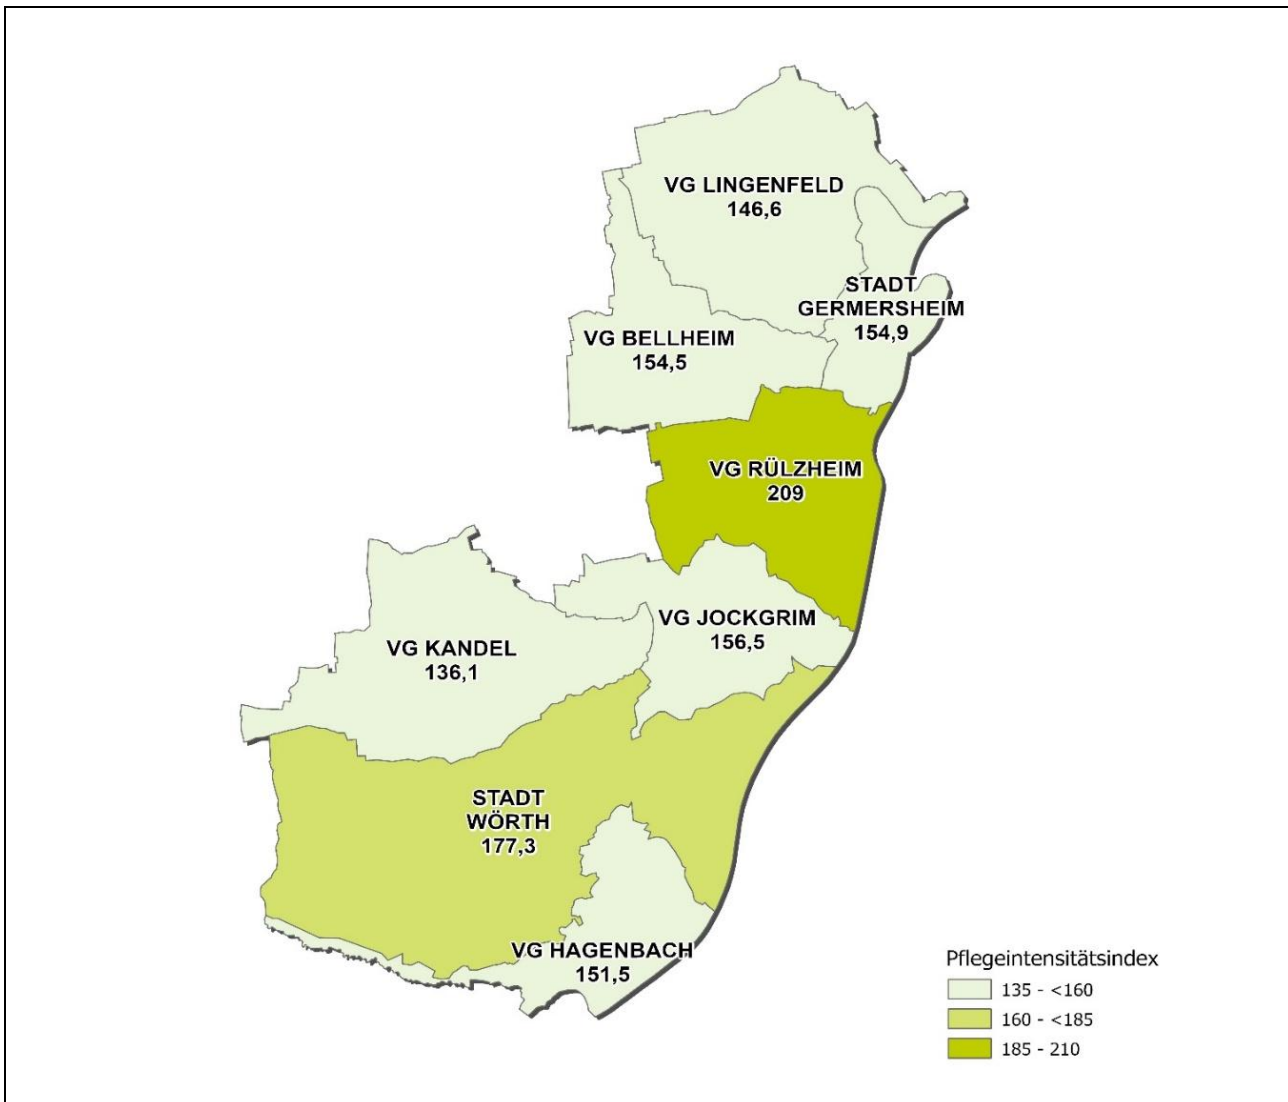 VG LINGENFELD
146,6
STADT
GERMERSHEIM
154,9
VG BELLHEIM
154,5
VG RÜLZHEIM
209
VG JOCKGRIM
156,5
VG KANDEL
136,1
STADT
WÖRTH
177,3
VG HAGENBACH
151,5
Pflegeintensitätsindex
135 - <160
160 - <185
185 - 210